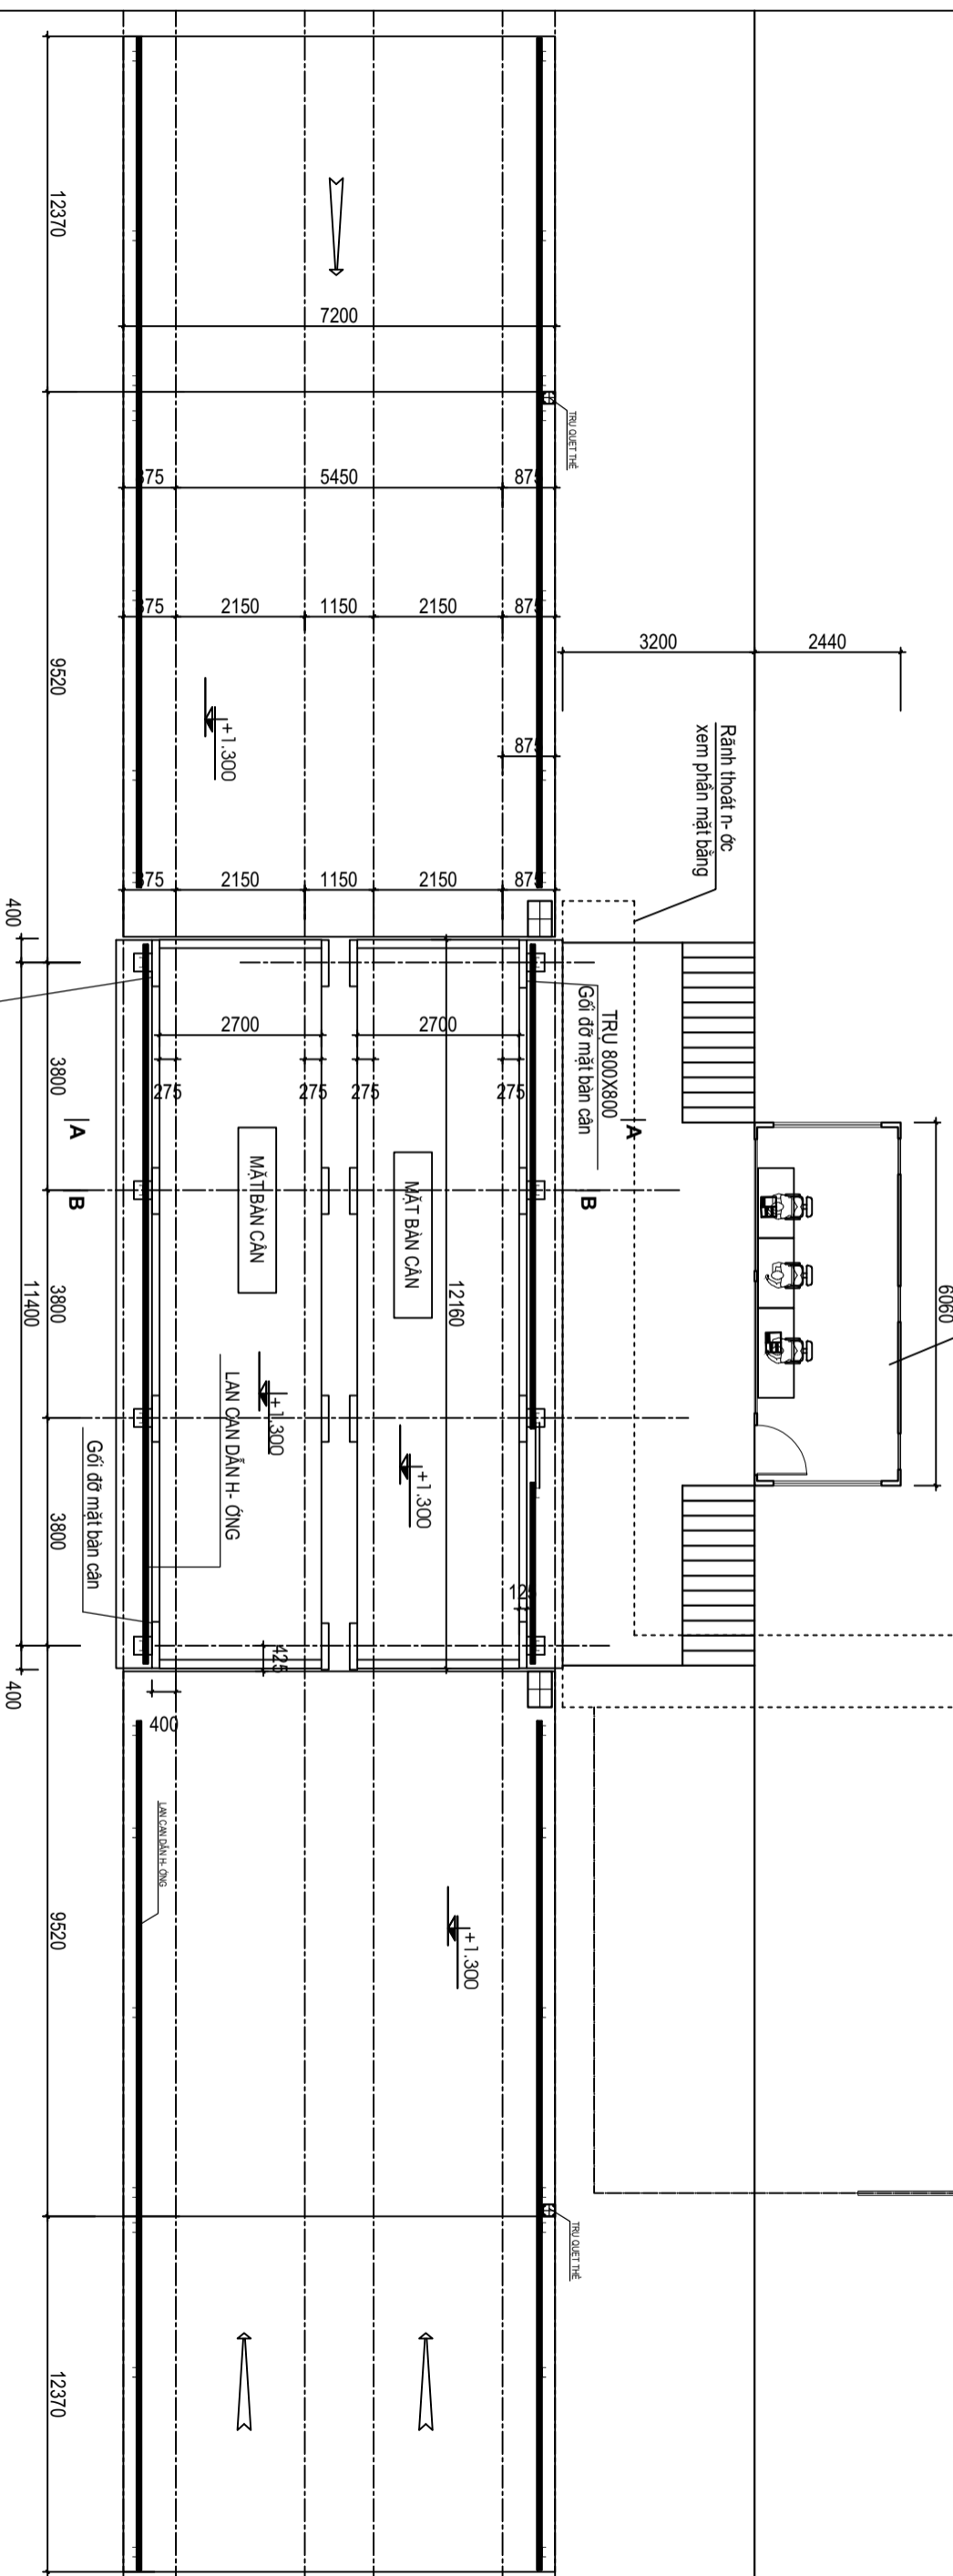 12370
7200
TRỤ QUẸT THẺ
875
5450
875
875
2150
1150
2150
875
3200
2440
9520
+1.300
875
Rãnh thoát n- ớc
xem phần mặt bằng
875
2150
1150
2150
875
400
TRỤ 800X800
Gối đỡ mặt bàn cân
2700
2700
3800
275
275
275
275
A
A
B
B
MẶT BÀN CÂN
MẶT BÀN CÂN
6060
12160
3800
11400
+1.300
+1.300
LAN CAN DẪN H- ỚNG
Gối đỡ mặt bàn cân
3800
125
425
400
400
LAN CAN DẪN H- ỚNG
9520
+1.300
TRỤ QUẸT THẺ
12370